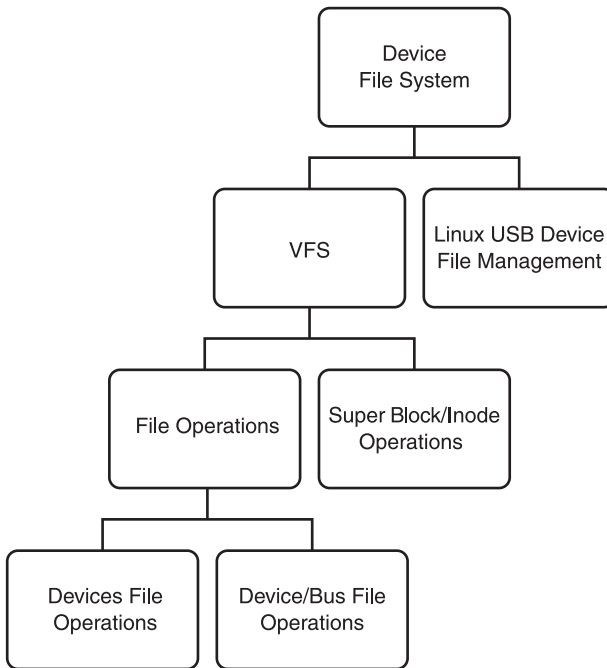 Device
File System
VFS
Linux USB Device
File Management
File Operations
Super Block/Inode
Operations
Devices File
Operations
Device/Bus File
Operations